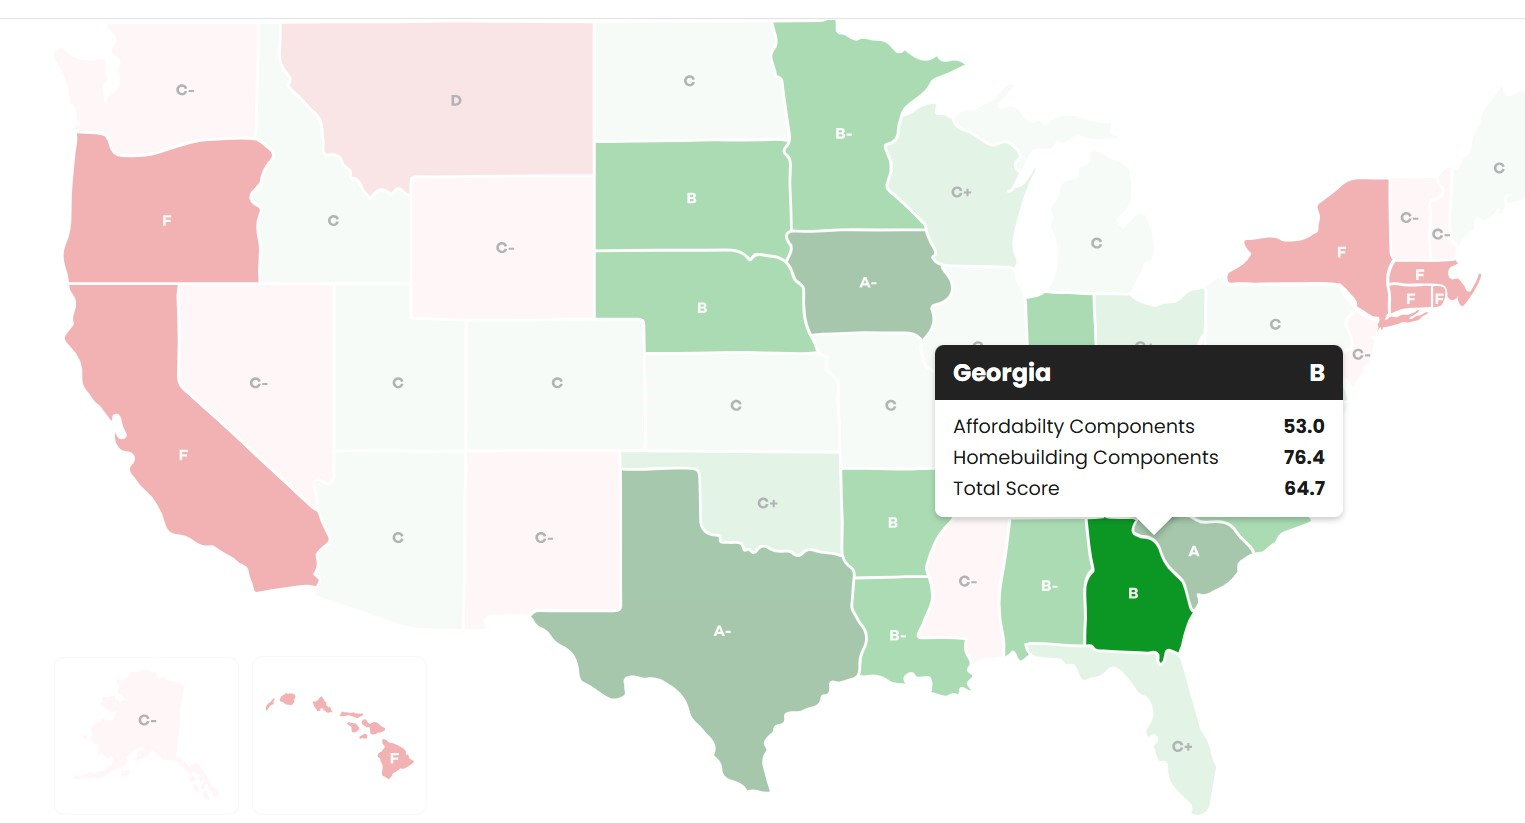 C-
D
C
B-
C+
C
F
C
C-
B
C
C-
C-
F
A-
B
F
F
F
C
C-
C-
C
C
C
C
C-
Georgia B
Affordabilty Components 53.0
Homebuilding Components 76.4
Total Score 64.7
F
C
C-
C+
B
A
A-
C-
B-
B
B-
C+
C-
F